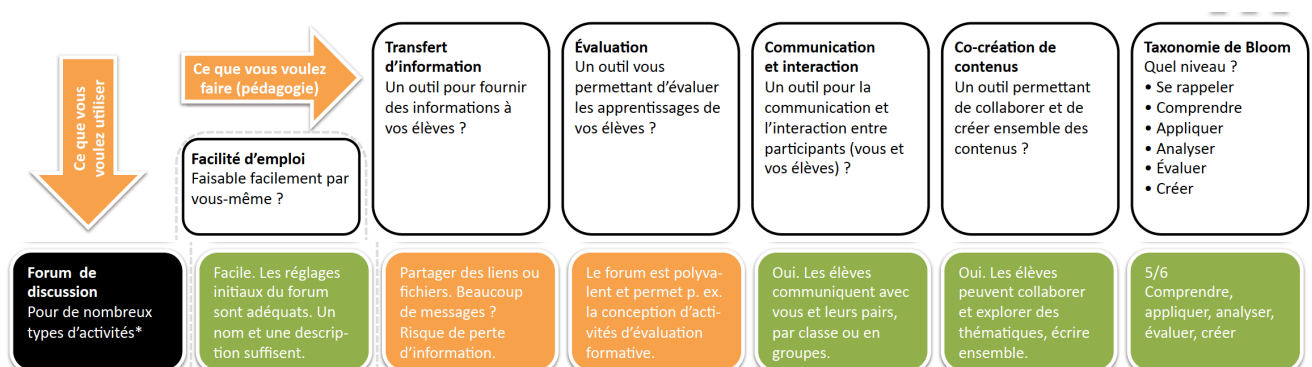 Ce que vous
voulez utiliser
Ce que vous voulez
faire (pédagogie)
Facilité d'emploi
Faisable facilement par
vous-même ?
Transfert
d'information
Un outil pour fournir
des informations à
vos élèves ?
Évaluation
Un outil vous
permettant d'évaluer
les apprentissages de
vos élèves ?
Communication
et interaction
Un outil pour la
communication et
l'interaction entre
participants (vous et
vos élèves) ?
Co-création de
contenus
Un outil permettant
de collaborer et de
créer ensemble des
contenus ?
Taxonomie de Bloom
Quel niveau ?
• Se rappeler
• Comprendre
• Appliquer
• Analyser
• Évaluer
• Créer
Forum de
discussion
Pour de nombreux
types d'activités*
Facile. Les réglages
initiaux du forum
sont adéquats. Un
nom et une descrip-
tion suffisent.
Partager des liens ou
fichiers. Beaucoup
de messages ?
Risque de perte
d'information.
Le forum est polyva-
lent et permet p. ex.
la conception d'acti-
vités d'évaluation
formative.
Oui. Les élèves
communiquent avec
vous et leurs pairs,
par classe ou en
groupes.
Oui. Les élèves
peuvent collaborer
et explorer des
thématiques, écrire
ensemble.
5/6
Comprendre,
appliquer, analyser,
évaluer, créer